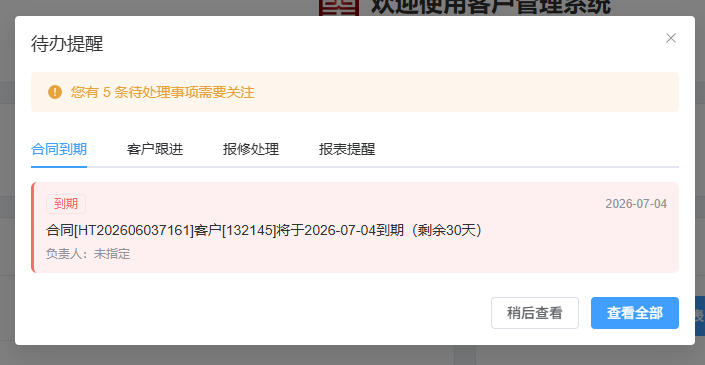 欢迎使用客户管理系统
待办提醒
您有 5 条待处理事项需要关注
合同到期 客户跟进 报修处理 报表提醒
到期 2026-07-04
合同[HT202606037161]客户[132145]将于2026-07-04到期（剩余30天）
负责人：未指定
稍后查看 查看全部